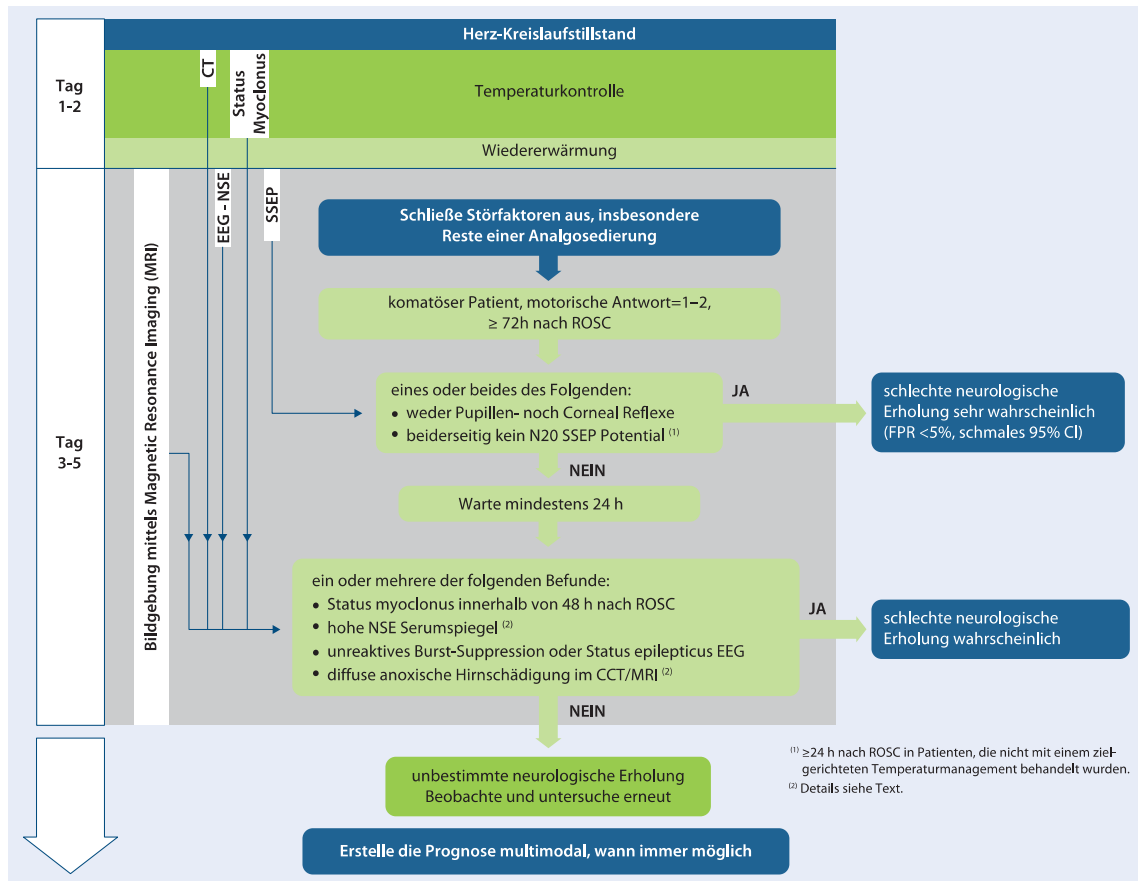 Herz-Kreislaufstillstand
Tag
1-2
CT
Status
Myoclonus
Temperaturkontrolle
Wiedererwärmung
Tag
3-5
Bildgebung mittels Magnetic Resonance Imaging (MRI)
EEG - NSE
SSEP
Schließe Störfaktoren aus, insbesondere
Reste einer Analgosedierung
komatöser Patient, motorische Antwort=1–2,
≥ 72h nach ROSC
eines oder beides des Folgenden:
• weder Pupillen- noch Corneal Reflexe
• beiderseitig kein N20 SSEP Potential (1)
JA
schlechte neurologische
Erholung sehr wahrscheinlich
(FPR <5%, schmales 95% CI)
NEIN
Warte mindestens 24 h
ein oder mehrere der folgenden Befunde:
• Status myoclonus innerhalb von 48 h nach ROSC
• hohe NSE Serumspiegel (2)
• unreaktives Burst-Suppression oder Status epilepticus EEG
• diffuse anoxische Hirnschädigung im CCT/MRI (2)
JA
schlechte neurologische
Erholung wahrscheinlich
NEIN
unbestimmte neurologische Erholung
Beobachte und untersuche erneut
(1) ≥24 h nach ROSC in Patienten, die nicht mit einem ziel-
gerichteten Temperaturmanagement behandelt wurden.
(2) Details siehe Text.
Erstelle die Prognose multimodal, wann immer möglich